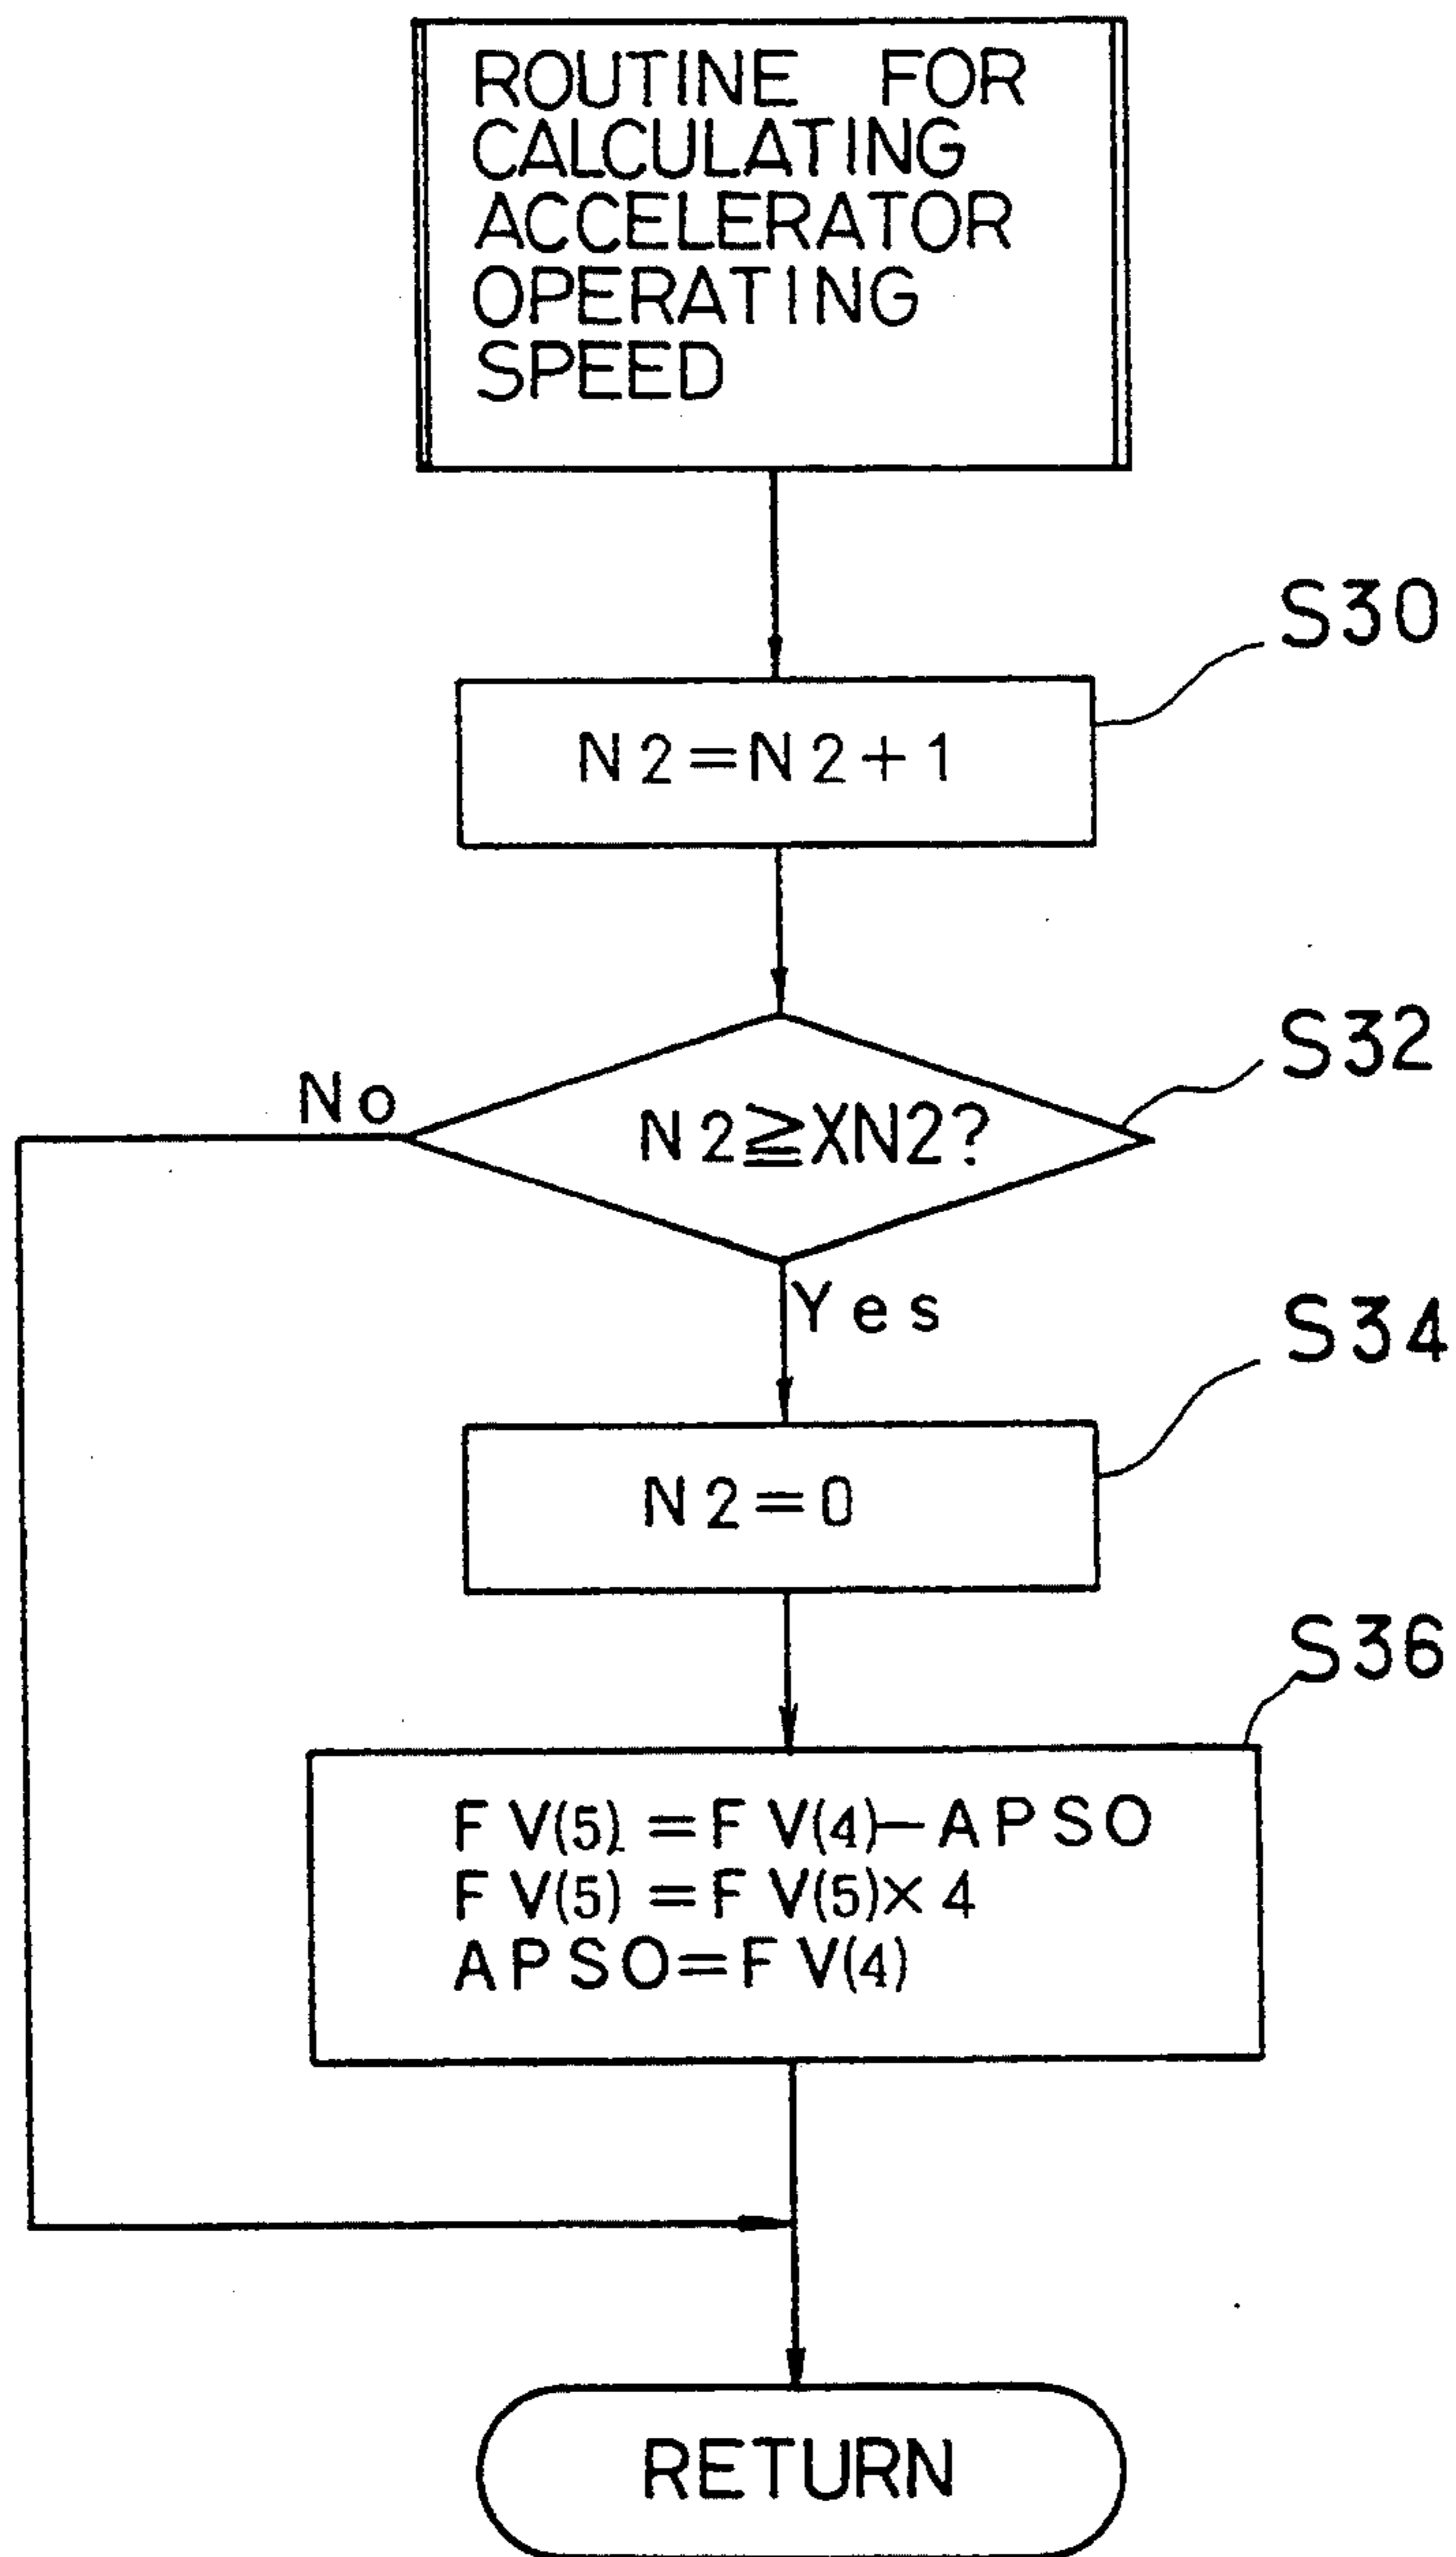 ROUTINE FOR
CALCULATING
ACCELERATOR
OPERATING
SPEED
S30
N2=N2+1
S32
No
N2≧XN2?
Yes
S34
N2=0
S36
FV(5)=FV(4)-APSO
FV(5)=FV(5)×4
APSO=FV(4)
RETURN